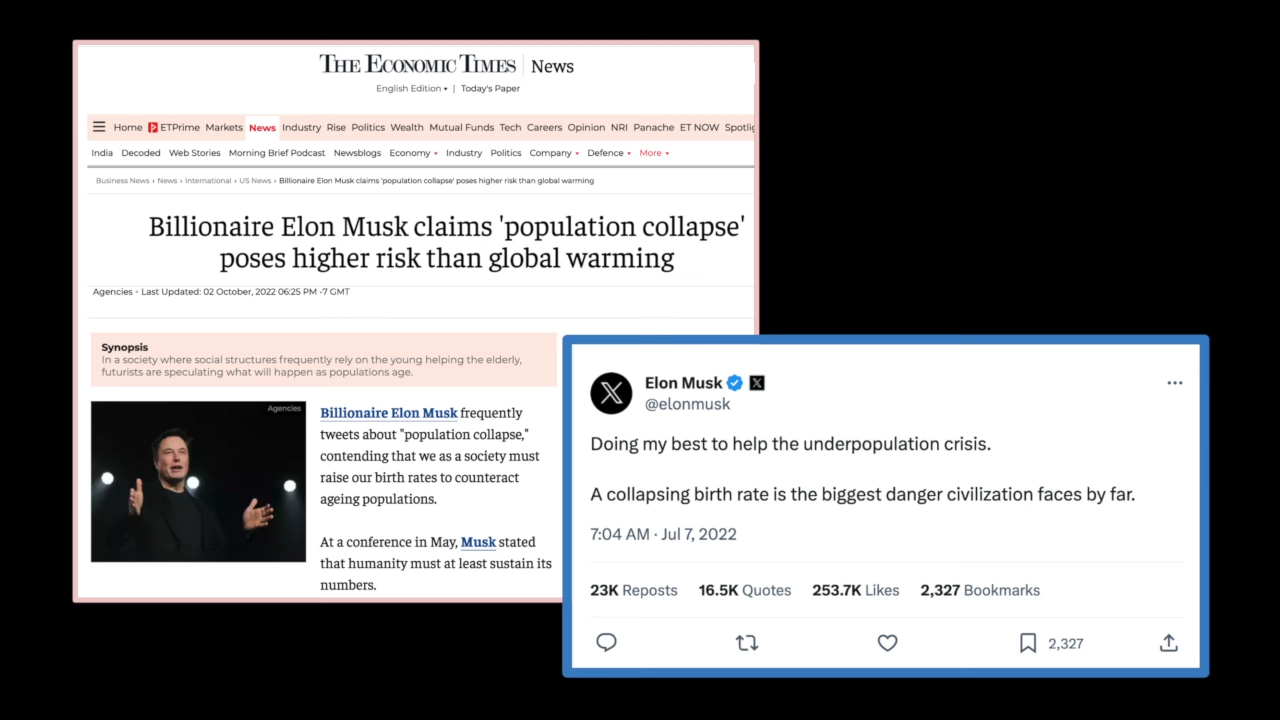 THE ECONOMIC TIMES | News
English Edition ▾ | Today's Paper
Home ETPrime Markets News Industry Rise Politics Wealth Mutual Funds Tech Careers Opinion NRI Panache ET NOW Spotlig
India Decoded Web Stories Morning Brief Podcast Newsblogs Economy ▾ Industry Politics Company ▾ Defence ▾ More ▾
Business News › News › International › US News › Billionaire Elon Musk claims 'population collapse' poses higher risk than global warming
Billionaire Elon Musk claims 'population collapse'
poses higher risk than global warming
Agencies • Last Updated: 02 October, 2022 06:25 PM -7 GMT
Synopsis
In a society where social structures frequently rely on the young helping the elderly,
futurists are speculating what will happen as populations age.
Agencies
Billionaire Elon Musk frequently
tweets about "population collapse,"
contending that we as a society must
raise our birth rates to counteract
ageing populations.
At a conference in May, Musk stated
that humanity must at least sustain its
numbers.
Elon Musk
@elonmusk
Doing my best to help the underpopulation crisis.
A collapsing birth rate is the biggest danger civilization faces by far.
7:04 AM · Jul 7, 2022
23K Reposts 16.5K Quotes 253.7K Likes 2,327 Bookmarks
2,327